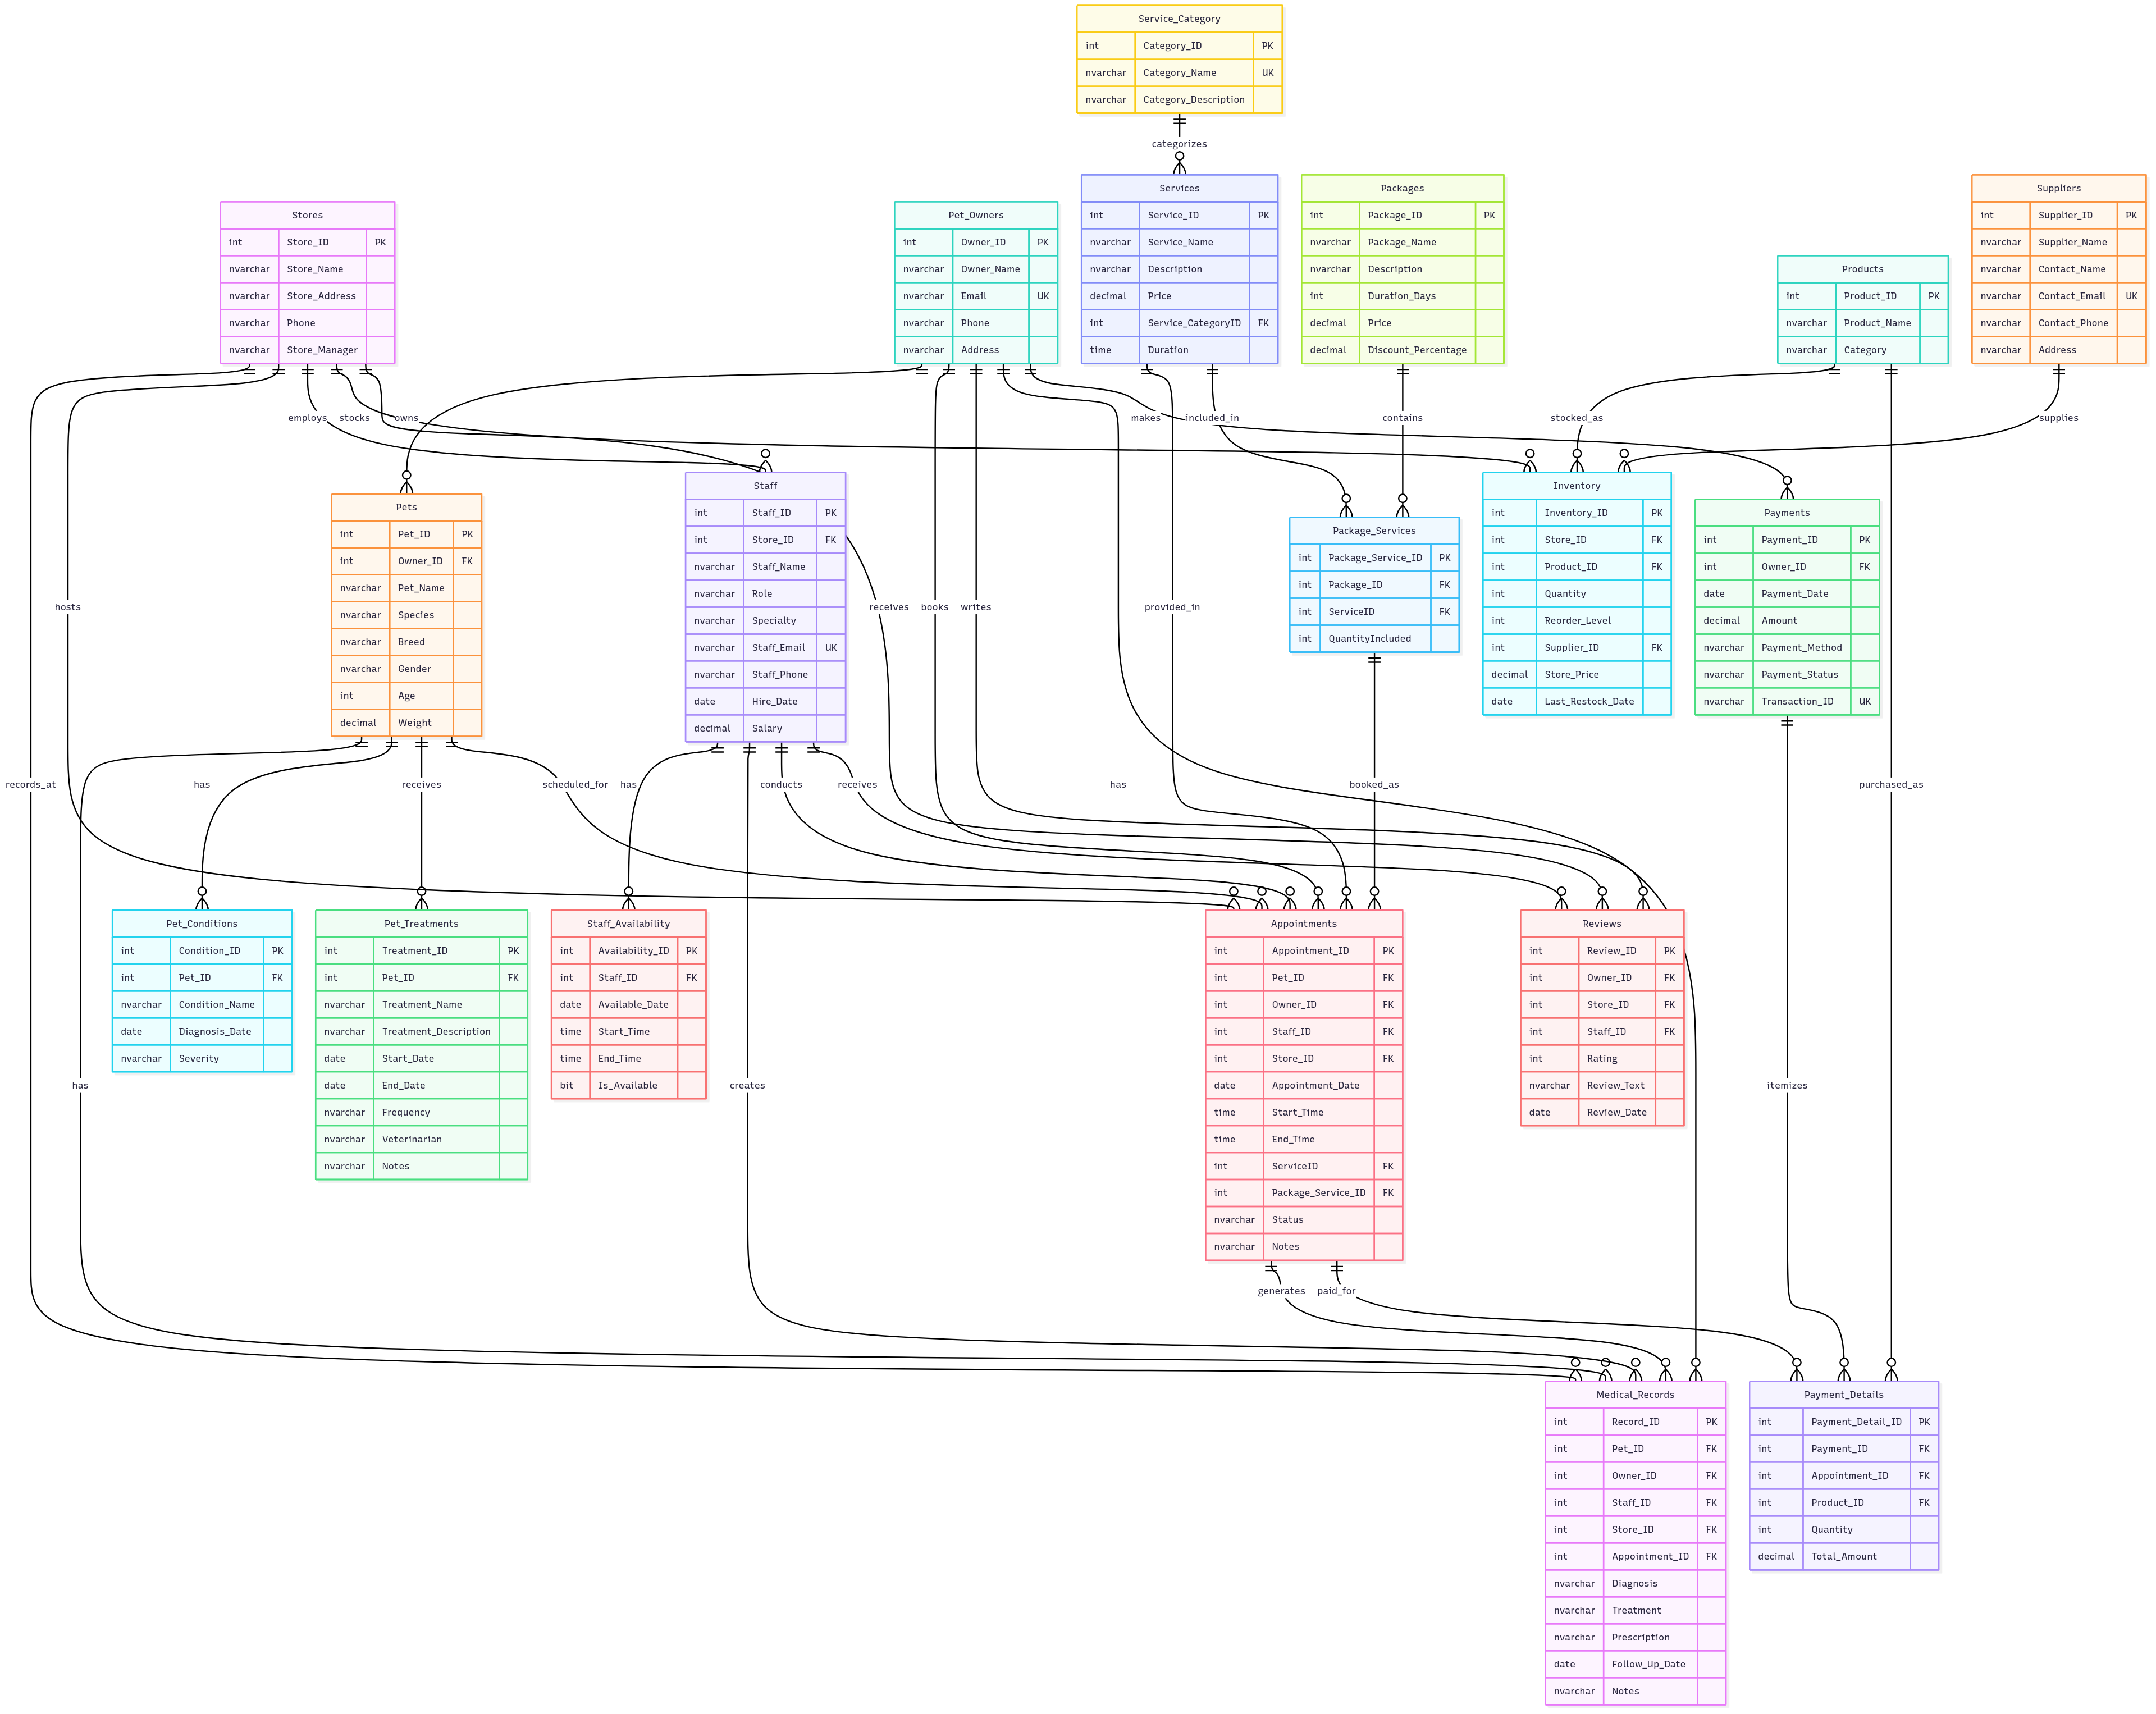 Service_Category
int Category_ID PK
nvarchar Category_Name UK
nvarchar Category_Description
categorizes
Stores
int Store_ID PK
nvarchar Store_Name
nvarchar Store_Address
nvarchar Phone
nvarchar Store_Manager
Pet_Owners
int Owner_ID PK
nvarchar Owner_Name
nvarchar Email UK
nvarchar Phone
nvarchar Address
Services
int Service_ID PK
nvarchar Service_Name
nvarchar Description
decimal Price
int Service_CategoryID FK
time Duration
Packages
int Package_ID PK
nvarchar Package_Name
nvarchar Description
int Duration_Days
decimal Price
decimal Discount_Percentage
Products
int Product_ID PK
nvarchar Product_Name
nvarchar Category
Suppliers
int Supplier_ID PK
nvarchar Supplier_Name
nvarchar Contact_Name
nvarchar Contact_Email UK
nvarchar Contact_Phone
nvarchar Address
employs
stocks
owns
makes
included_in
contains
stocked_as
supplies
Pets
int Pet_ID PK
int Owner_ID FK
nvarchar Pet_Name
nvarchar Species
nvarchar Breed
nvarchar Gender
int Age
decimal Weight
Staff
int Staff_ID PK
int Store_ID FK
nvarchar Staff_Name
nvarchar Role
nvarchar Specialty
nvarchar Staff_Email UK
nvarchar Staff_Phone
date Hire_Date
decimal Salary
Package_Services
int Package_Service_ID PK
int Package_ID FK
int ServiceID FK
int QuantityIncluded
Inventory
int Inventory_ID PK
int Store_ID FK
int Product_ID FK
int Quantity
int Reorder_Level
int Supplier_ID FK
decimal Store_Price
date Last_Restock_Date
Payments
int Payment_ID PK
int Owner_ID FK
date Payment_Date
decimal Amount
nvarchar Payment_Method
nvarchar Payment_Status
nvarchar Transaction_ID UK
hosts
receives
books
writes
provided_in
records_at
has
receives
scheduled_for
has
conducts
receives
has
booked_as
purchased_as
Pet_Conditions
int Condition_ID PK
int Pet_ID FK
nvarchar Condition_Name
date Diagnosis_Date
nvarchar Severity
Pet_Treatments
int Treatment_ID PK
int Pet_ID FK
nvarchar Treatment_Name
nvarchar Treatment_Description
date Start_Date
date End_Date
nvarchar Frequency
nvarchar Veterinarian
nvarchar Notes
Staff_Availability
int Availability_ID PK
int Staff_ID FK
date Available_Date
time Start_Time
time End_Time
bit Is_Available
Appointments
int Appointment_ID PK
int Pet_ID FK
int Owner_ID FK
int Staff_ID FK
int Store_ID FK
date Appointment_Date
time Start_Time
time End_Time
int ServiceID FK
int Package_Service_ID FK
nvarchar Status
nvarchar Notes
Reviews
int Review_ID PK
int Owner_ID FK
int Store_ID FK
int Staff_ID FK
int Rating
nvarchar Review_Text
date Review_Date
has
creates
itemizes
generates
paid_for
Medical_Records
int Record_ID PK
int Pet_ID FK
int Owner_ID FK
int Staff_ID FK
int Store_ID FK
int Appointment_ID FK
nvarchar Diagnosis
nvarchar Treatment
nvarchar Prescription
date Follow_Up_Date
nvarchar Notes
Payment_Details
int Payment_Detail_ID PK
int Payment_ID FK
int Appointment_ID FK
int Product_ID FK
int Quantity
decimal Total_Amount